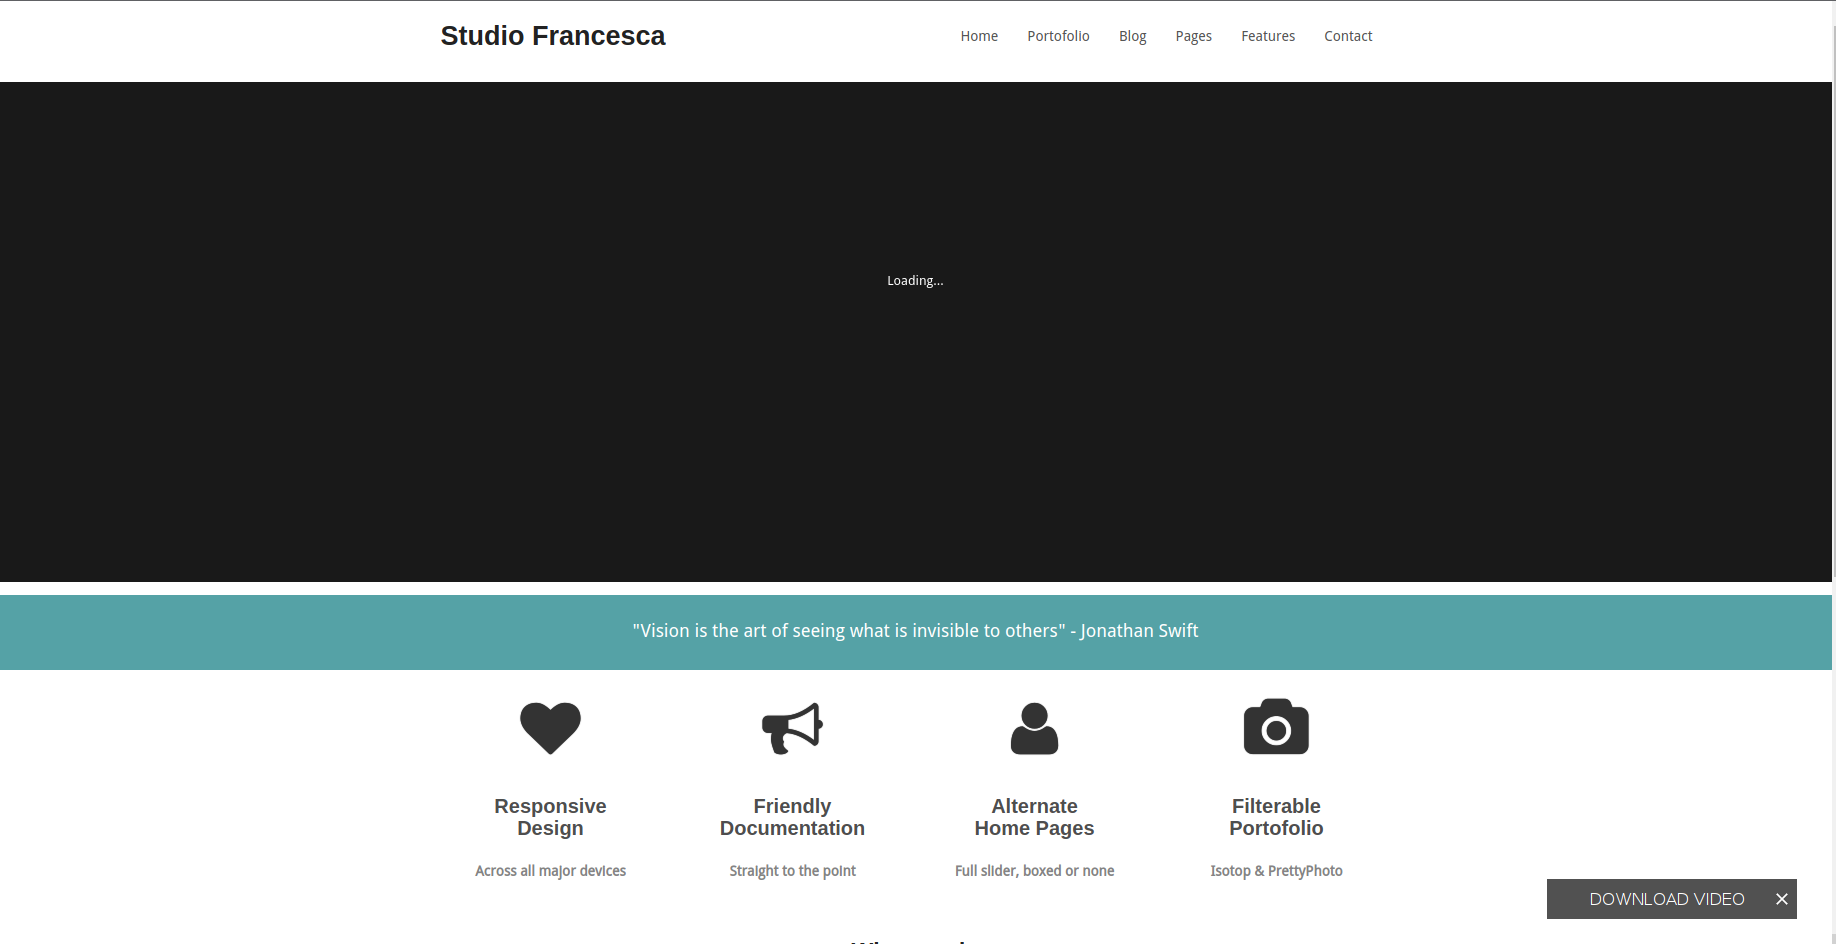 Studio Francesca
Home Portofolio Blog Pages Features Contact
Loading...
"Vision is the art of seeing what is invisible to others" - Jonathan Swift
Responsive
Design
Across all major devices
Friendly
Documentation
Straight to the point
Alternate
Home Pages
Full slider, boxed or none
Filterable
Portofolio
Isotop & PrettyPhoto
DOWNLOAD VIDEO